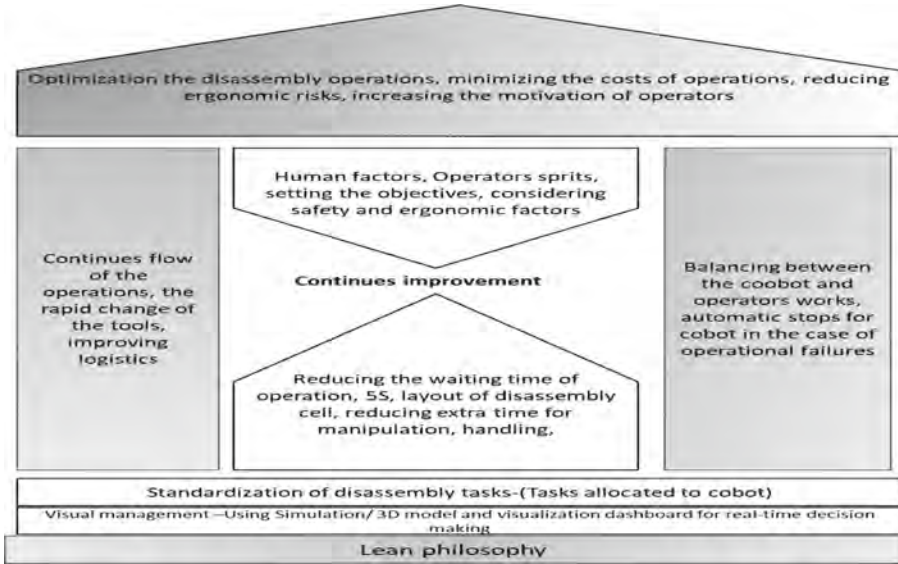 Optimization the disassembly operations, minimizing the costs of operations, reducing
ergonomic risks, increasing the motivation of operators
Human factors, Operators sprits,
setting the objectives, considering
safety and ergonomic factors
Continues flow
of the
operations, the
rapid change of
the tools,
improving
logistics
Continues improvement
Balancing between
the coobot and
operators works,
automatic stops for
cobot in the case of
operational failures
Reducing the waiting time of
operation, 5S, layout of disassembly
cell, reducing extra time for
manipulation, handling,
Standardization of disassembly tasks-(Tasks allocated to cobot)
Visual management –Using Simulation/ 3D model and visualization dashboard for real-time decision
making
Lean philosophy